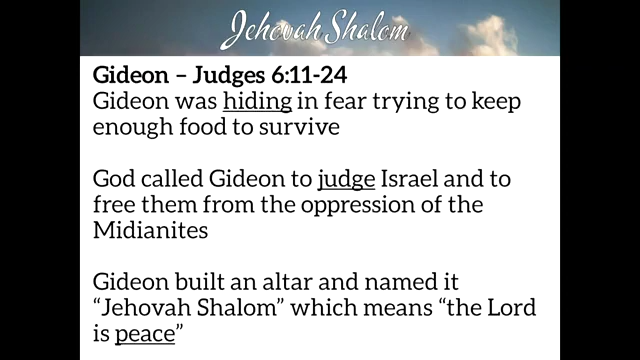 Jehovah Shalom
Gideon – Judges 6:11-24
Gideon was hiding in fear trying to keep
enough food to survive
God called Gideon to judge Israel and to
free them from the oppression of the
Midianites
Gideon built an altar and named it
“Jehovah Shalom” which means “the Lord
is peace”